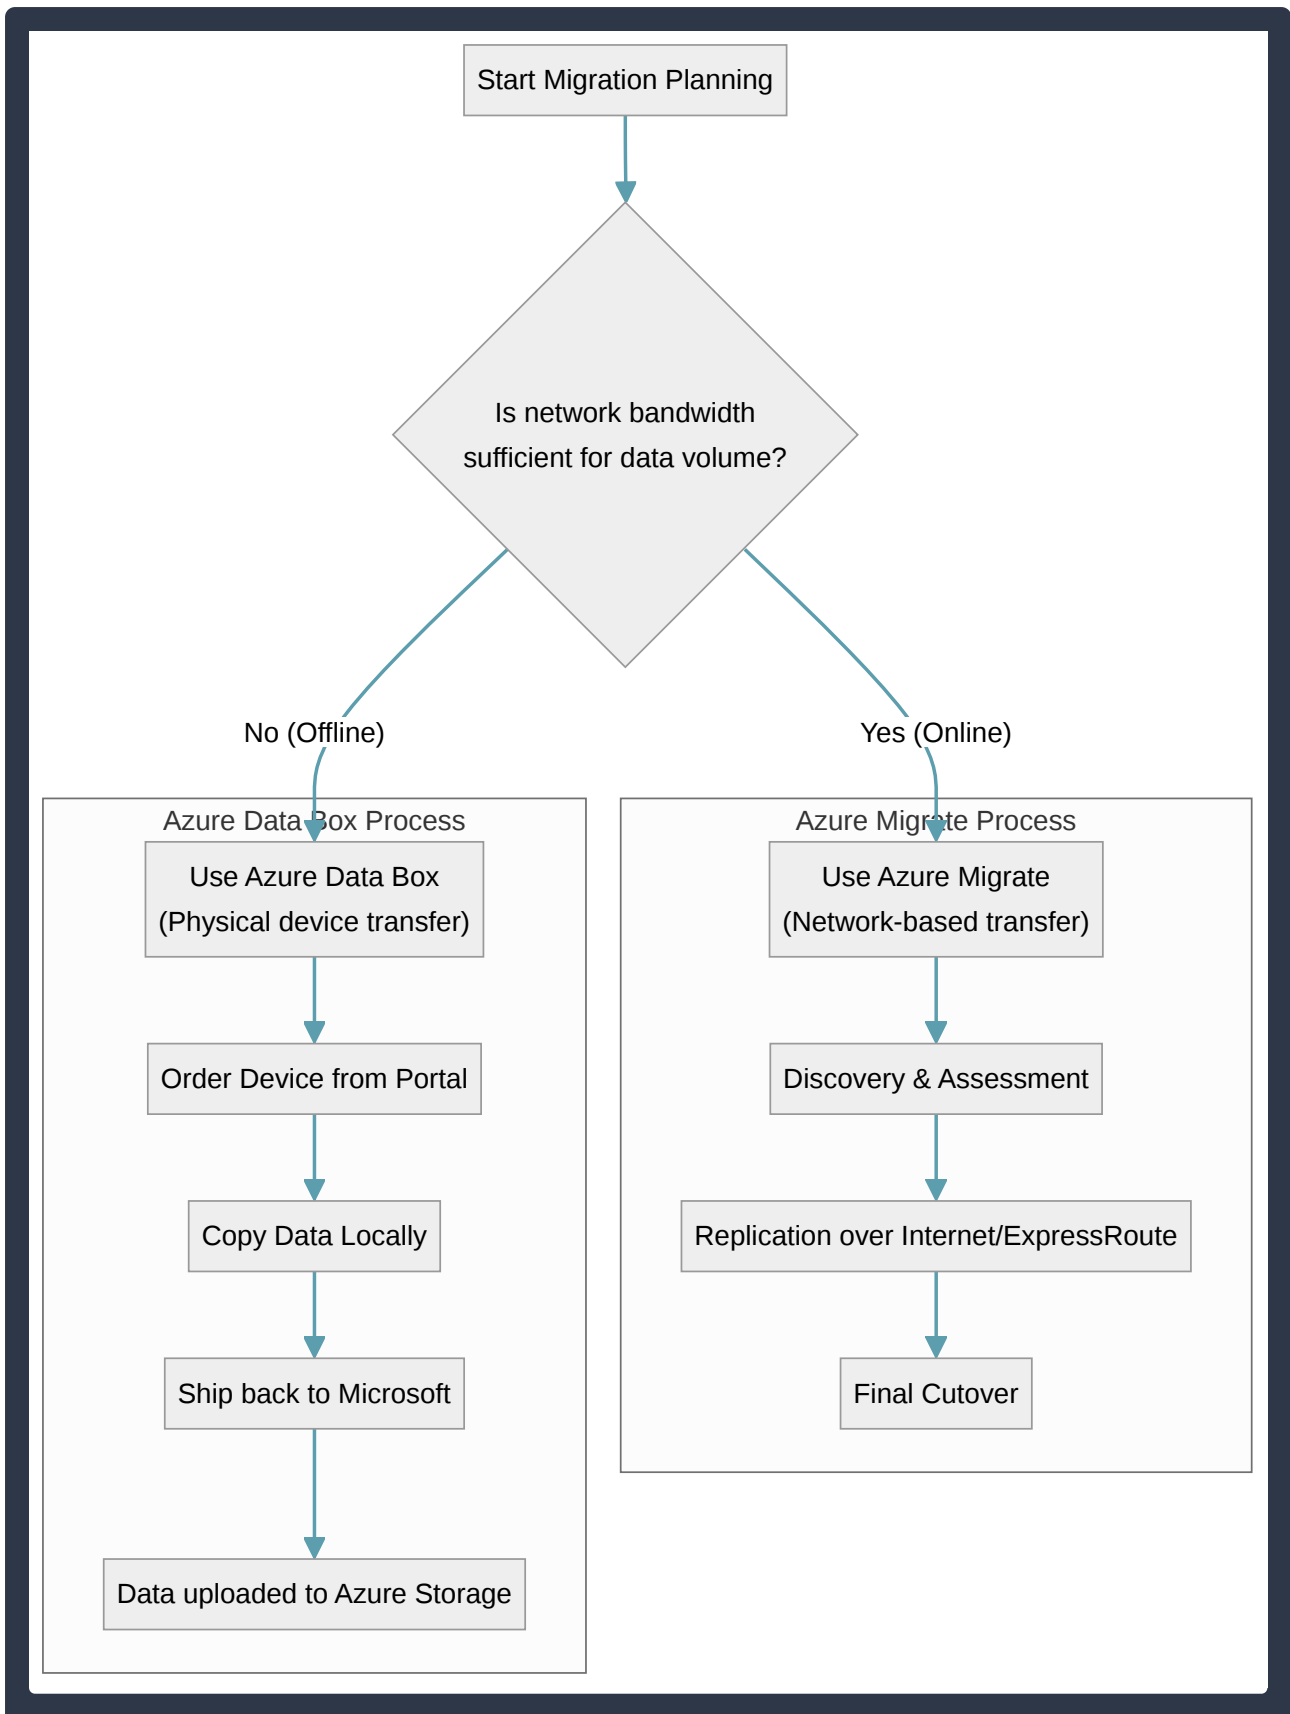 Start Migration Planning
Is network bandwidth
sufficient for data volume?
No (Offline)
Yes (Online)
Azure Data Box Process
Use Azure Data Box
(Physical device transfer)
Order Device from Portal
Copy Data Locally
Ship back to Microsoft
Data uploaded to Azure Storage
Azure Migrate Process
Use Azure Migrate
(Network-based transfer)
Discovery & Assessment
Replication over Internet/ExpressRoute
Final Cutover